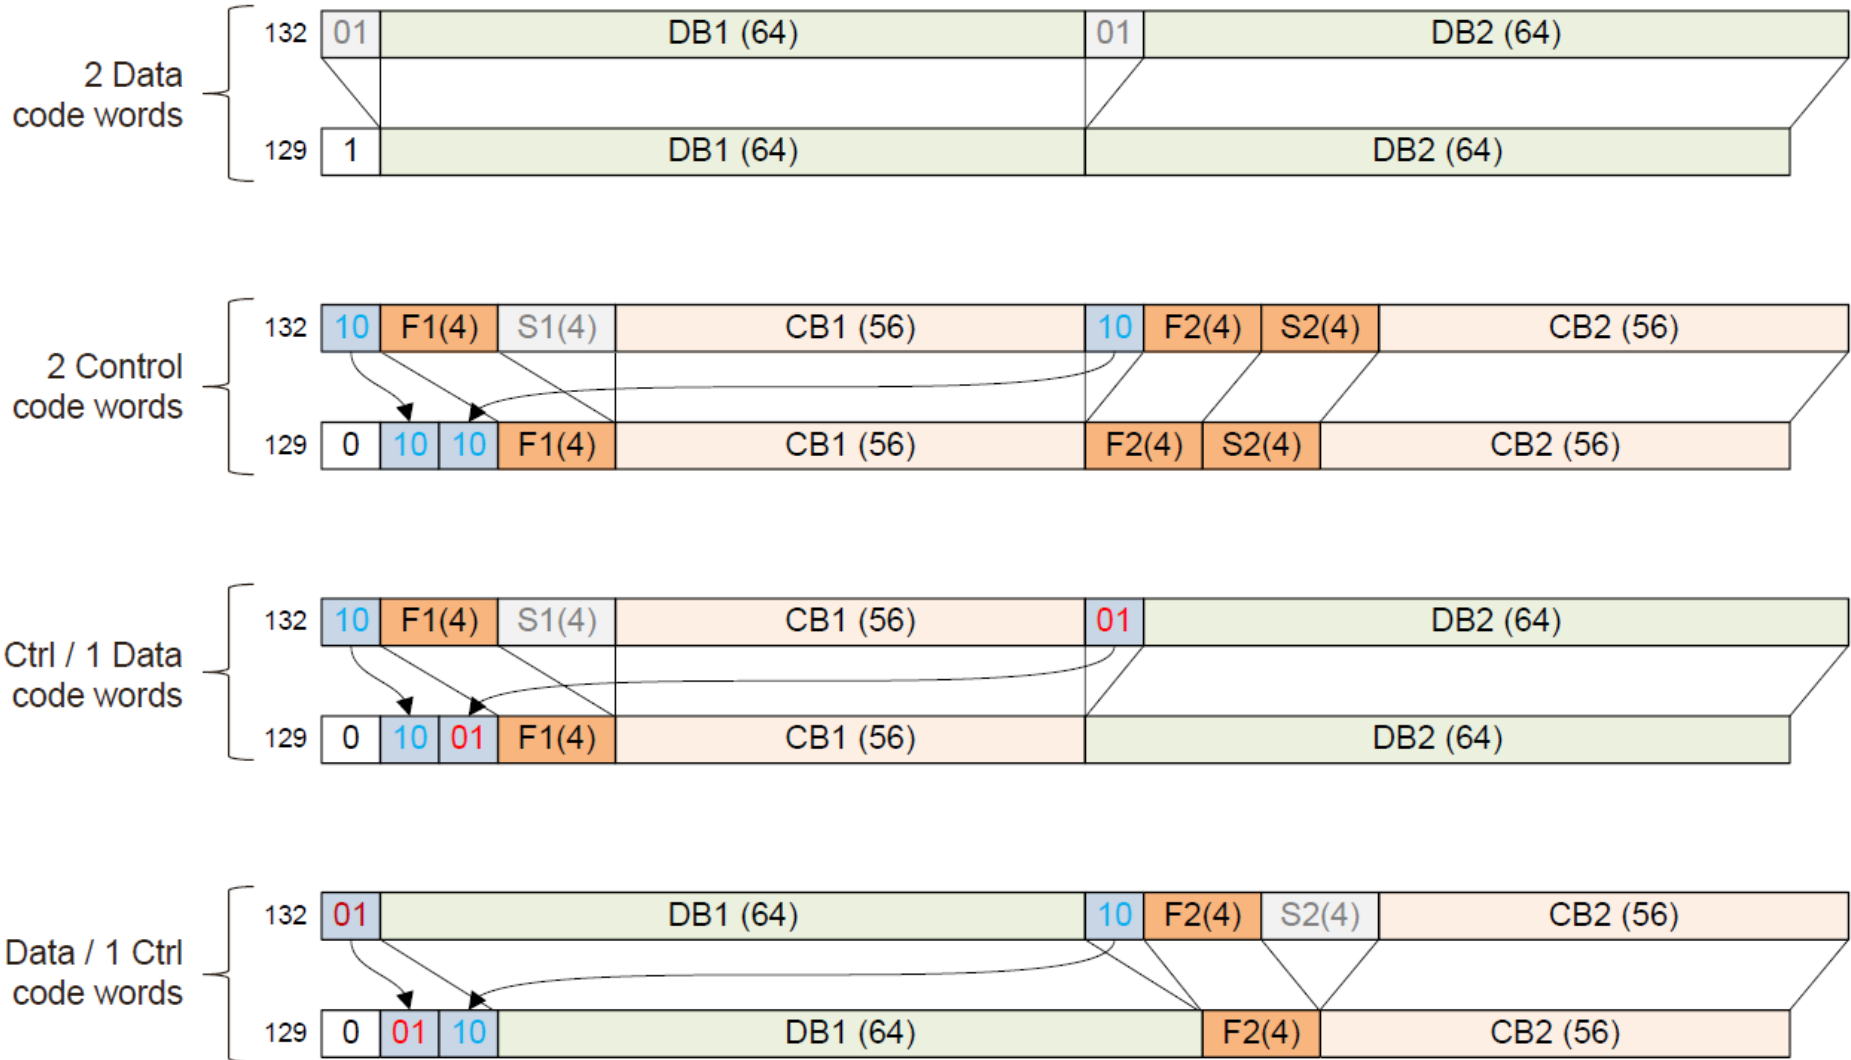 132 01 DB1 (64) 01 DB2 (64)
2 Data
code words
129 1 DB1 (64) DB2 (64)
132 10 F1(4) S1(4) CB1 (56) 10 F2(4) S2(4) CB2 (56)
2 Control
code words
129 0 10 10 F1(4) CB1 (56) F2(4) S2(4) CB2 (56)
132 10 F1(4) S1(4) CB1 (56) 01 DB2 (64)
Ctrl / 1 Data
code words
129 0 10 01 F1(4) CB1 (56) DB2 (64)
132 01 DB1 (64) 10 F2(4) S2(4) CB2 (56)
Data / 1 Ctrl
code words
129 0 01 10 DB1 (64) F2(4) CB2 (56)